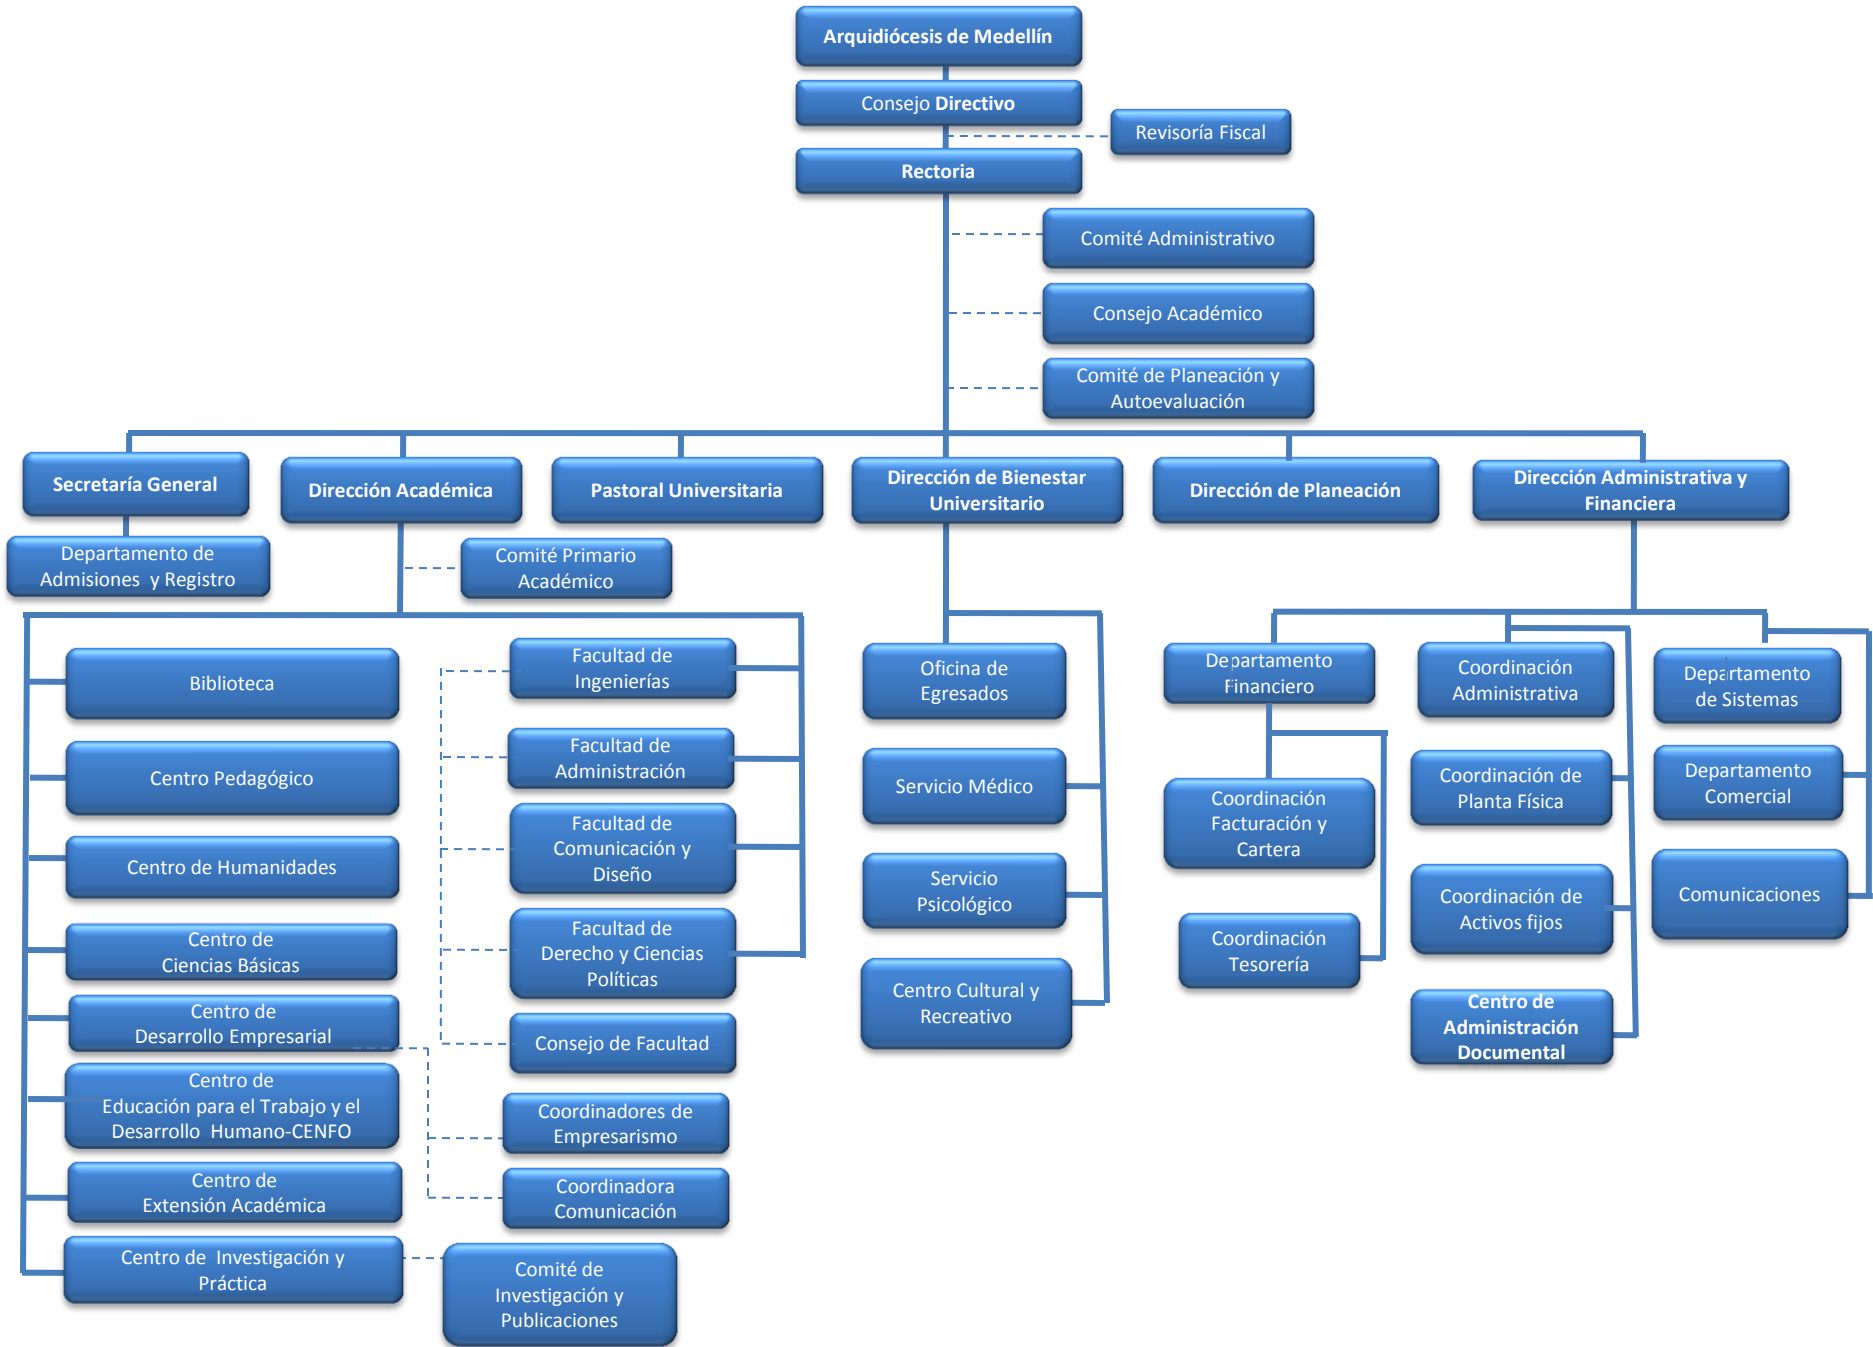 Arquidiócesis de Medellín
Consejo Directivo
Revisoría Fiscal
Rectoria
Comité Administrativo
Consejo Académico
Comité de Planeación y
Autoevaluación
Secretaría General
Dirección Académica
Pastoral Universitaria
Dirección de Bienestar
Universitario
Dirección de Planeación
Dirección Administrativa y
Financiera
Departamento de
Admisiones y Registro
Comité Primario
Académico
Biblioteca
Centro Pedagógico
Centro de Humanidades
Centro de
Ciencias Básicas
Centro de
Desarrollo Empresarial
Centro de
Educación para el Trabajo y el
Desarrollo Humano-CENFO
Centro de
Extensión Académica
Centro de Investigación y
Práctica
Facultad de
Ingenierías
Facultad de
Administración
Facultad de
Comunicación y
Diseño
Facultad de
Derecho y Ciencias
Políticas
Consejo de Facultad
Coordinadores de
Empresarismo
Coordinadora
Comunicación
Comité de
Investigación y
Publicaciones
Oficina de
Egresados
Servicio Médico
Servicio
Psicológico
Centro Cultural y
Recreativo
Departamento
Financiero
Coordinación
Facturación y
Cartera
Coordinación
Tesorería
Coordinación
Administrativa
Coordinación de
Planta Física
Coordinación de
Activos fijos
Centro de
Administración
Documental
Departamento
de Sistemas
Departamento
Comercial
Comunicaciones